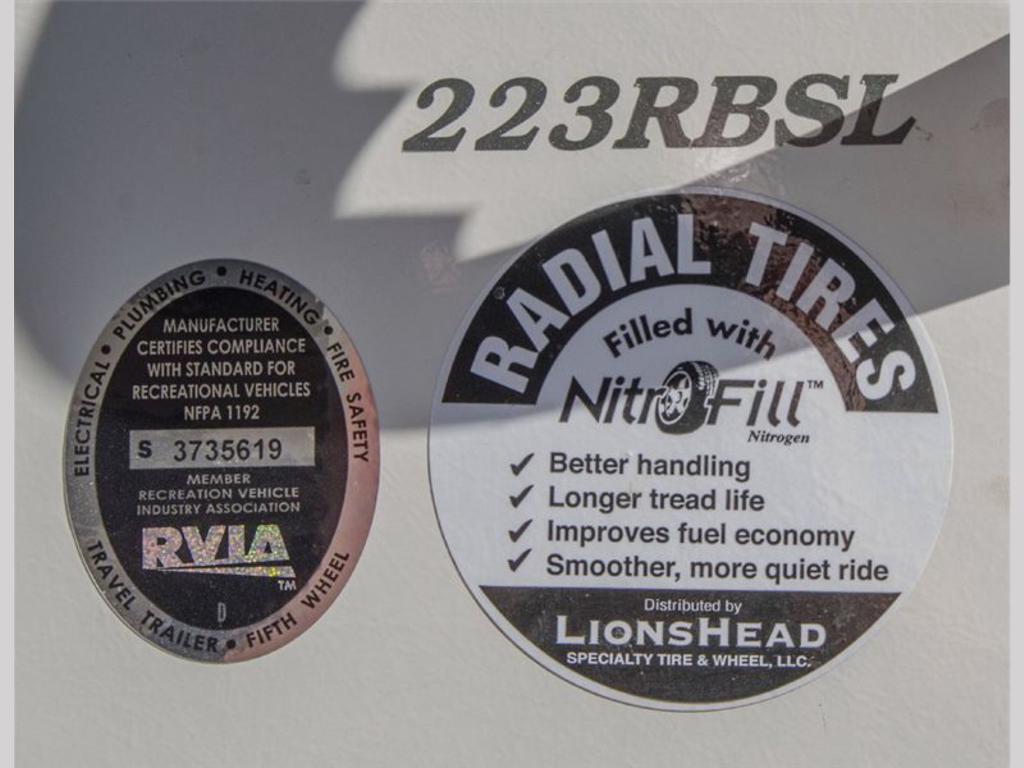 223RBSL
ELECTRICAL • PLUMBING • HEATING • FIRE SAFETY
MANUFACTURER
CERTIFIES COMPLIANCE
WITH STANDARD FOR
RECREATIONAL VEHICLES
NFPA 1192
S 3735619
MEMBER
RECREATION VEHICLE
INDUSTRY ASSOCIATION
RVIA
TM
D
TRAVEL TRAILER • FIFTH WHEEL
RADIAL TIRES
Filled with
NitroFill™
Nitrogen
✓ Better handling
✓ Longer tread life
✓ Improves fuel economy
✓ Smoother, more quiet ride
Distributed by
LIONSHEAD
SPECIALTY TIRE & WHEEL, LLC.